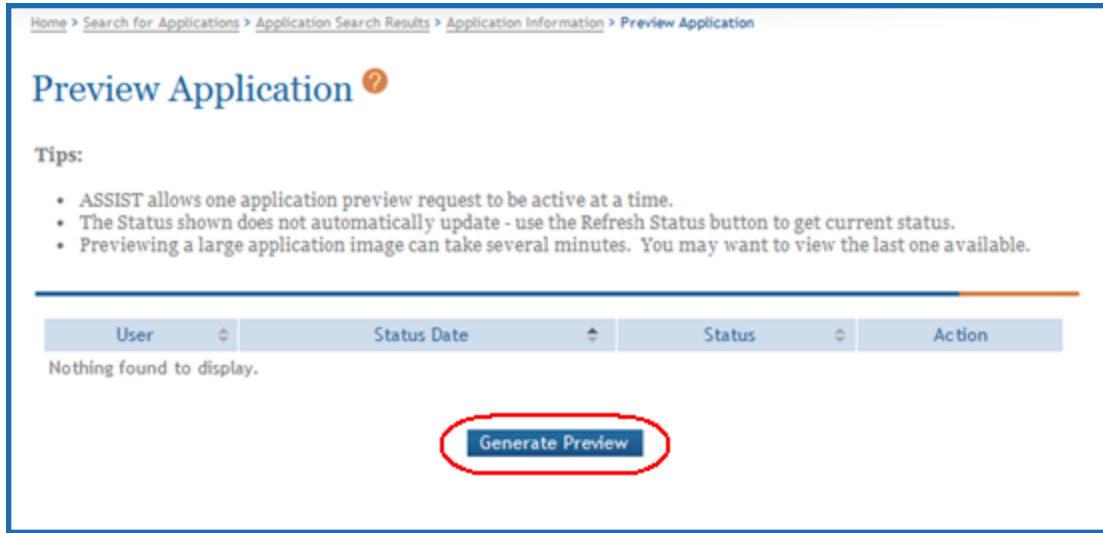 Home > Search for Applications > Application Search Results > Application Information > Preview Application
Preview Application ?
Tips:
• ASSIST allows one application preview request to be active at a time.
• The Status shown does not automatically update - use the Refresh Status button to get current status.
• Previewing a large application image can take several minutes. You may want to view the last one available.
User Status Date Status Action
Nothing found to display.
Generate Preview